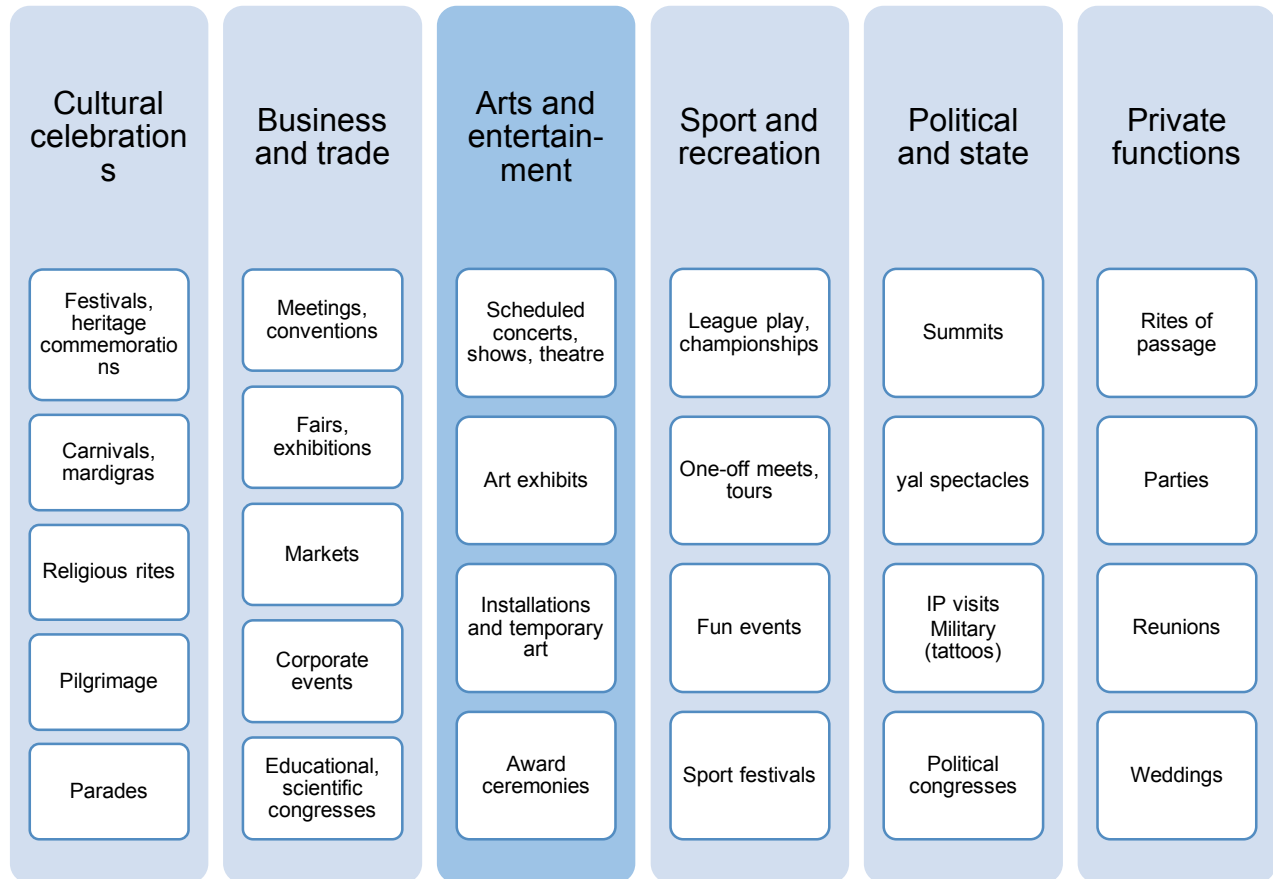 Cultural
celebration
s
Festivals,
heritage
commemoratio
ns
Carnivals,
mardigras
Religious rites
Pilgrimage
Parades
Business
and trade
Meetings,
conventions
Fairs,
exhibitions
Markets
Corporate
events
Educational,
scientific
congresses
Arts and
entertain-
ment
Scheduled
concerts,
shows, theatre
Art exhibits
Installations
and temporary
art
Award
ceremonies
Sport and
recreation
League play,
championships
One-off meets,
tours
Fun events
Sport festivals
Political
and state
Summits
yal spectacles
IP visits
Military
(tattoos)
Political
congresses
Private
functions
Rites of
passage
Parties
Reunions
Weddings